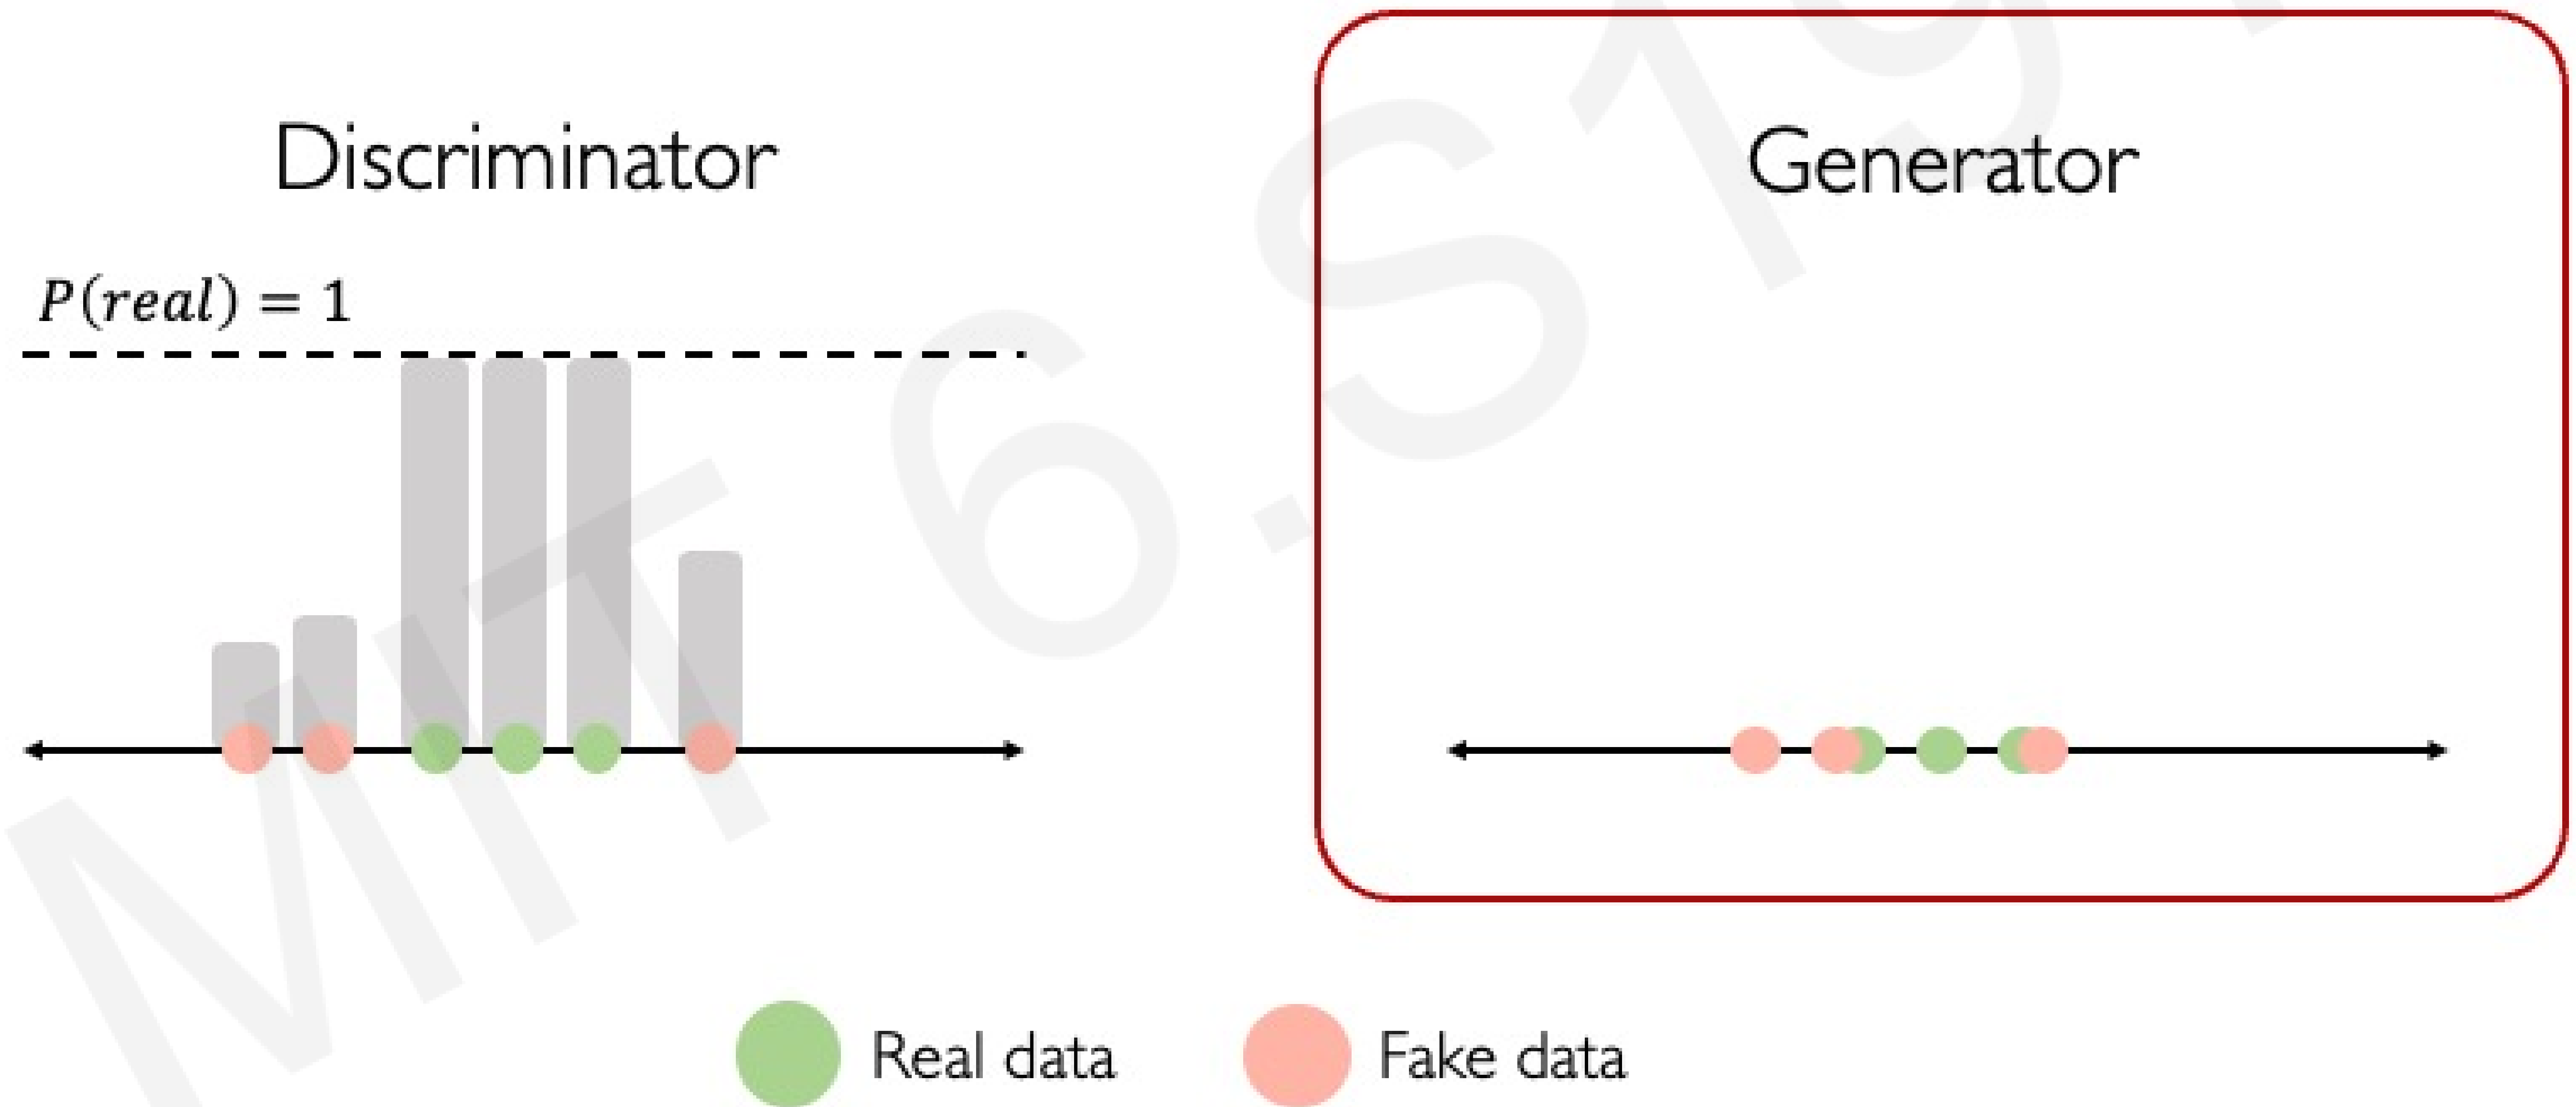 Discriminator
Generator
P(real) = 1
Real data
Fake data
MIT 6.S19